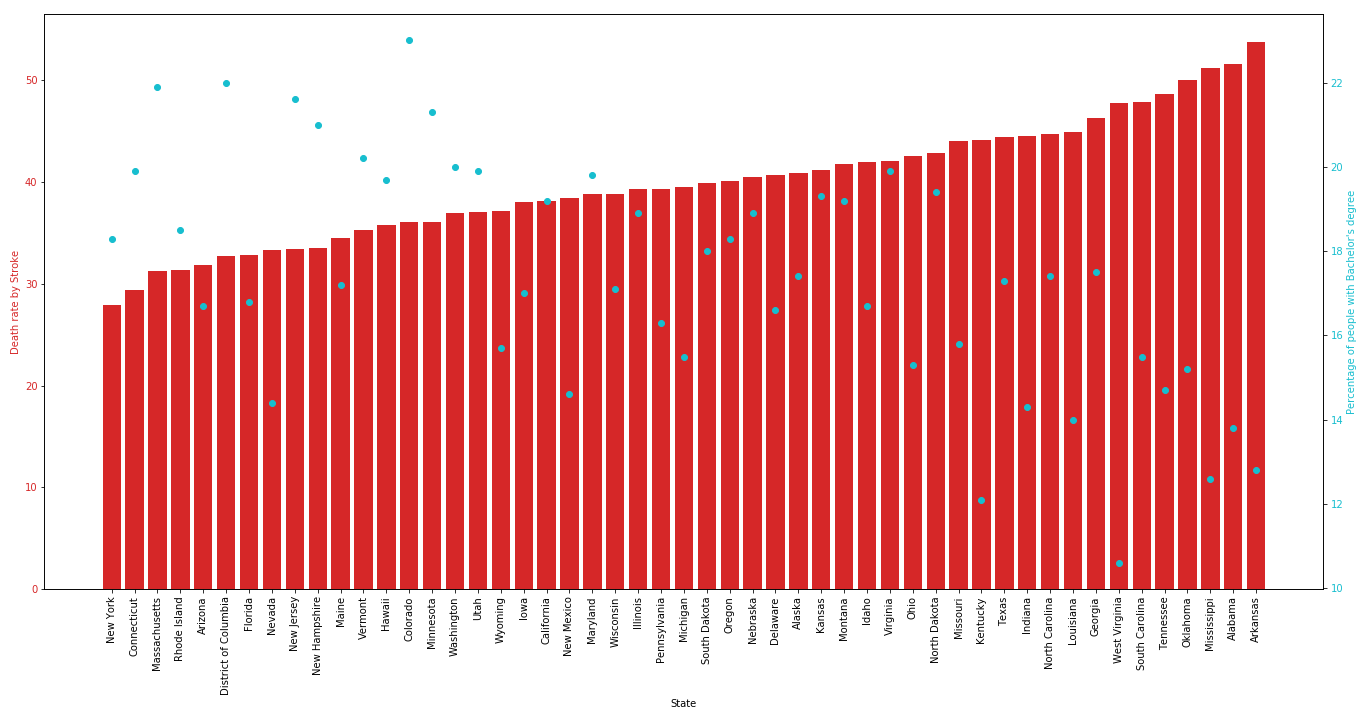 50
40
30
20
10
0
Death rate by Stroke
22
20
18
16
14
12
10
Percentage of people with Bachelor's degree
New York
Connecticut
Massachusetts
Rhode Island
Arizona
District of Columbia
Florida
Nevada
New Jersey
New Hampshire
Maine
Vermont
Hawaii
Colorado
Minnesota
Washington
Utah
Wyoming
Iowa
California
New Mexico
Maryland
Wisconsin
Illinois
Pennsylvania
Michigan
South Dakota
Oregon
Nebraska
Delaware
Alaska
Kansas
Montana
Idaho
Virginia
Ohio
North Dakota
Missouri
Kentucky
Texas
Indiana
North Carolina
Louisiana
Georgia
West Virginia
South Carolina
Tennessee
Oklahoma
Mississippi
Alabama
Arkansas
State